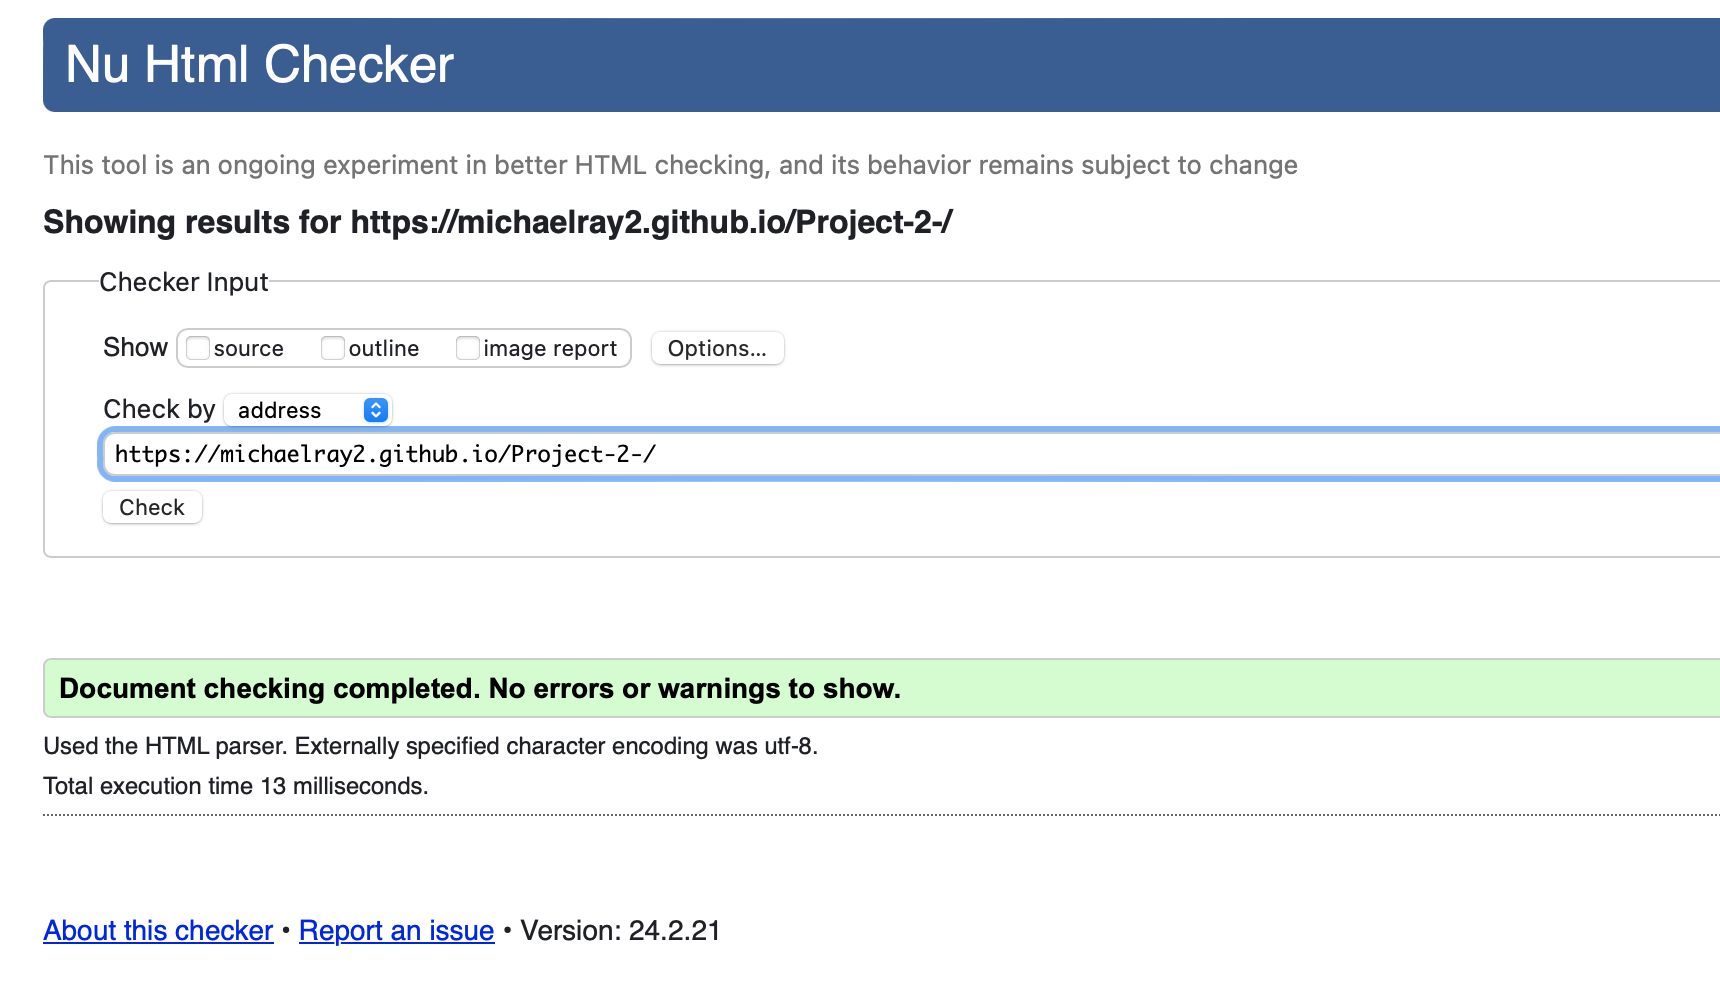 Nu Html Checker
This tool is an ongoing experiment in better HTML checking, and its behavior remains subject to change
Showing results for https://michaelray2.github.io/Project-2-/
Checker Input
Show source outline image report Options...
Check by address
https://michaelray2.github.io/Project-2-/
Check
Document checking completed. No errors or warnings to show.
Used the HTML parser. Externally specified character encoding was utf-8.
Total execution time 13 milliseconds.
About this checker • Report an issue • Version: 24.2.21